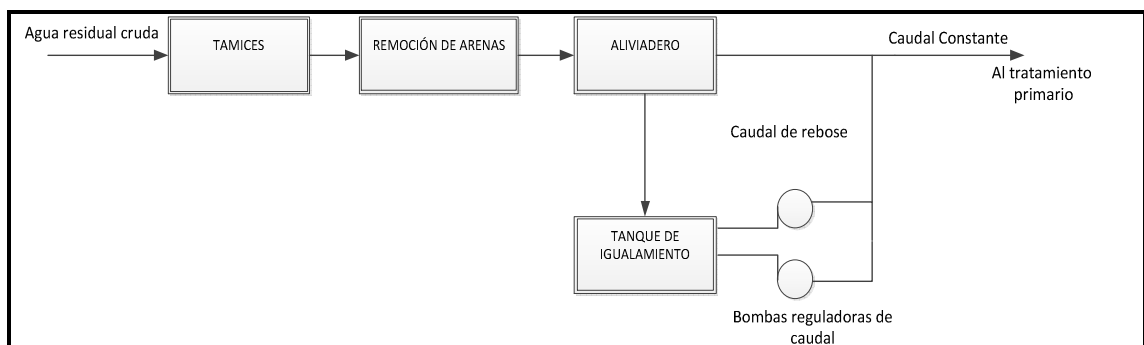 Agua residual cruda
TAMICES
REMOCIÓN DE ARENAS
ALIVIADERO
Caudal Constante
Al tratamiento
primario
Caudal de rebose
TANQUE DE
IGUALAMIENTO
Bombas reguladoras de
caudal